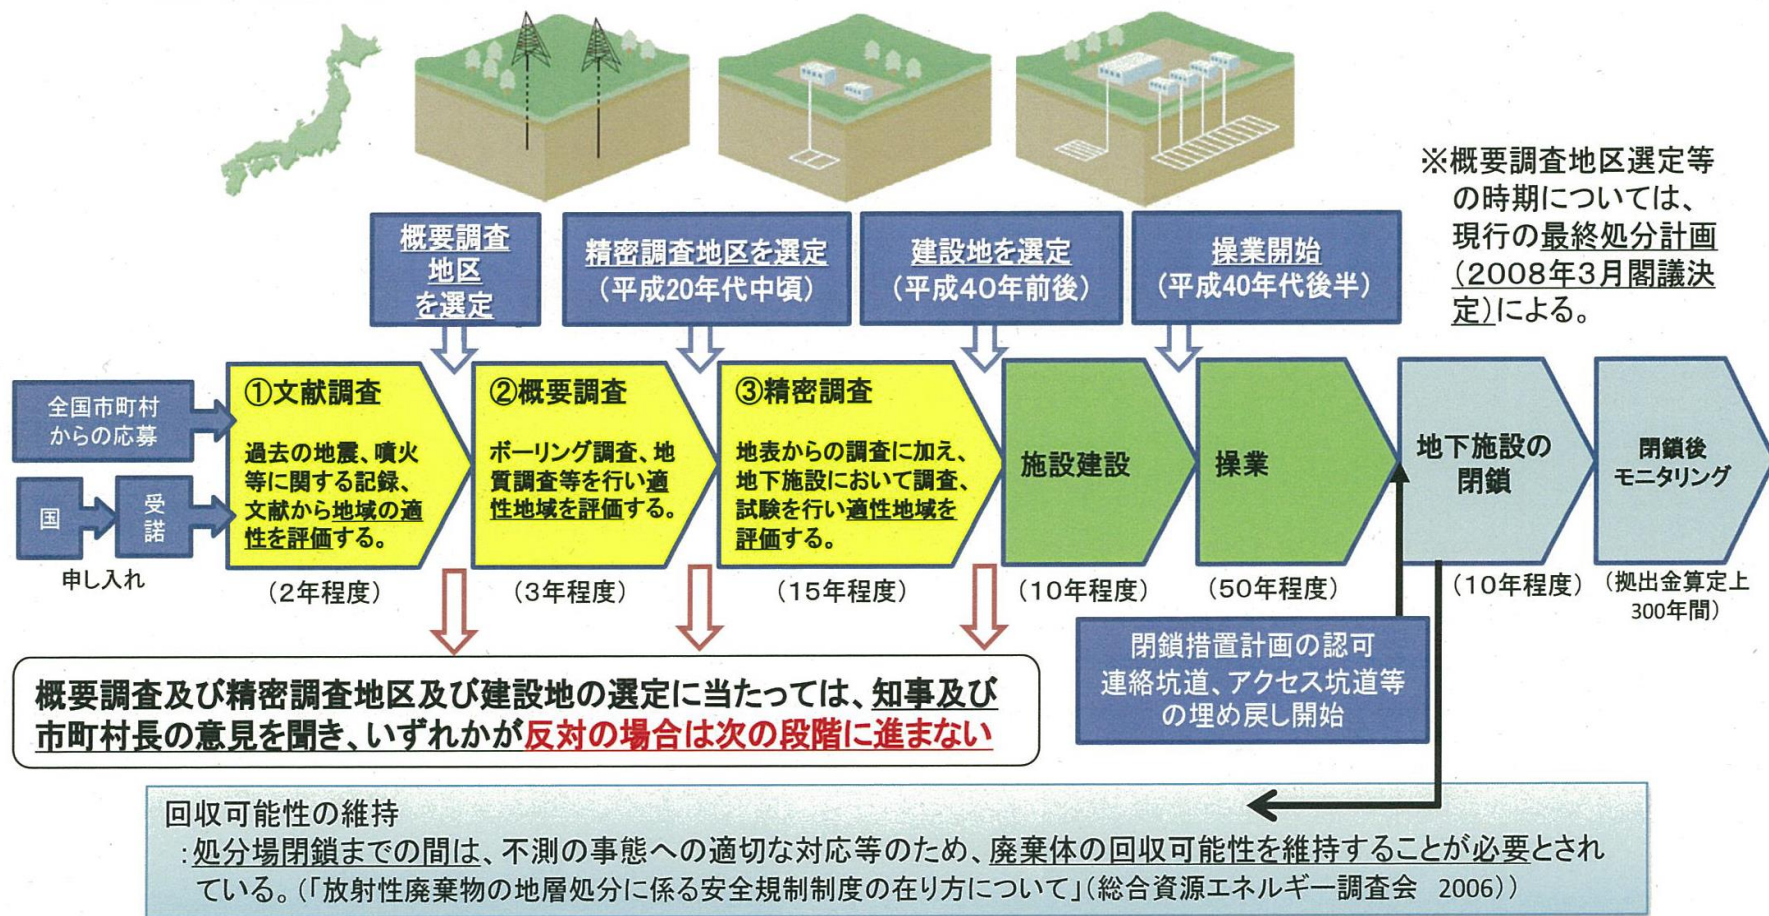 ※概要調査地区選定等
の時期については、
現行の最終処分計画
(2008年3月閣議決
定)による。
概要調査
地区
を選定
精密調査地区を選定
(平成20年代中頃)
建設地を選定
(平成40年前後)
操業開始
(平成40年代後半)
全国市町村
からの応募
国
受
諾
申し入れ
①文献調査
過去の地震、噴火
等に関する記録、
文献から地域の適
性を評価する。
(2年程度)
②概要調査
ボーリング調査、地
質調査等を行い適
性地域を評価する。
(3年程度)
③精密調査
地表からの調査に加え、
地下施設において調査、
試験を行い適性地域を
評価する。
(15年程度)
施設建設
(10年程度)
操業
(50年程度)
地下施設の
閉鎖
(10年程度)
閉鎖後
モニタリング
(拠出金算定上
300年間)
閉鎖措置計画の認可
連絡坑道、アクセス坑道等
の埋め戻し開始
概要調査及び精密調査地区及び建設地の選定に当たっては、知事及び
市町村長の意見を聞き、いずれかが反対の場合は次の段階に進まない
回収可能性の維持
:処分場閉鎖までの間は、不測の事態への適切な対応等のため、廃棄体の回収可能性を維持することが必要とされ
ている。(「放射性廃棄物の地層処分に係る安全規制制度の在り方について」(総合資源エネルギー調査会 2006))